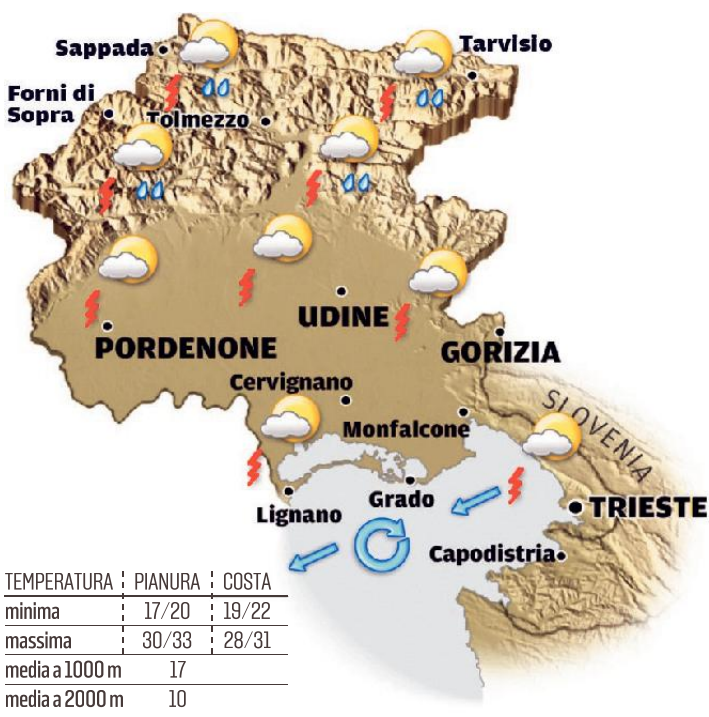 Sappada
Tarvisio
Forni di
Sopra
Tolmezzo
UDINE
PORDENONE
GORIZIA
Cervignano
SLOVENIA
Monfalcone
Grado
Lignano
TRIESTE
Capodistria
TEMPERATURA PIANURA COSTA
minima 17/20 19/22
massima 30/33 28/31
media a 1000 m 17
media a 2000 m 10